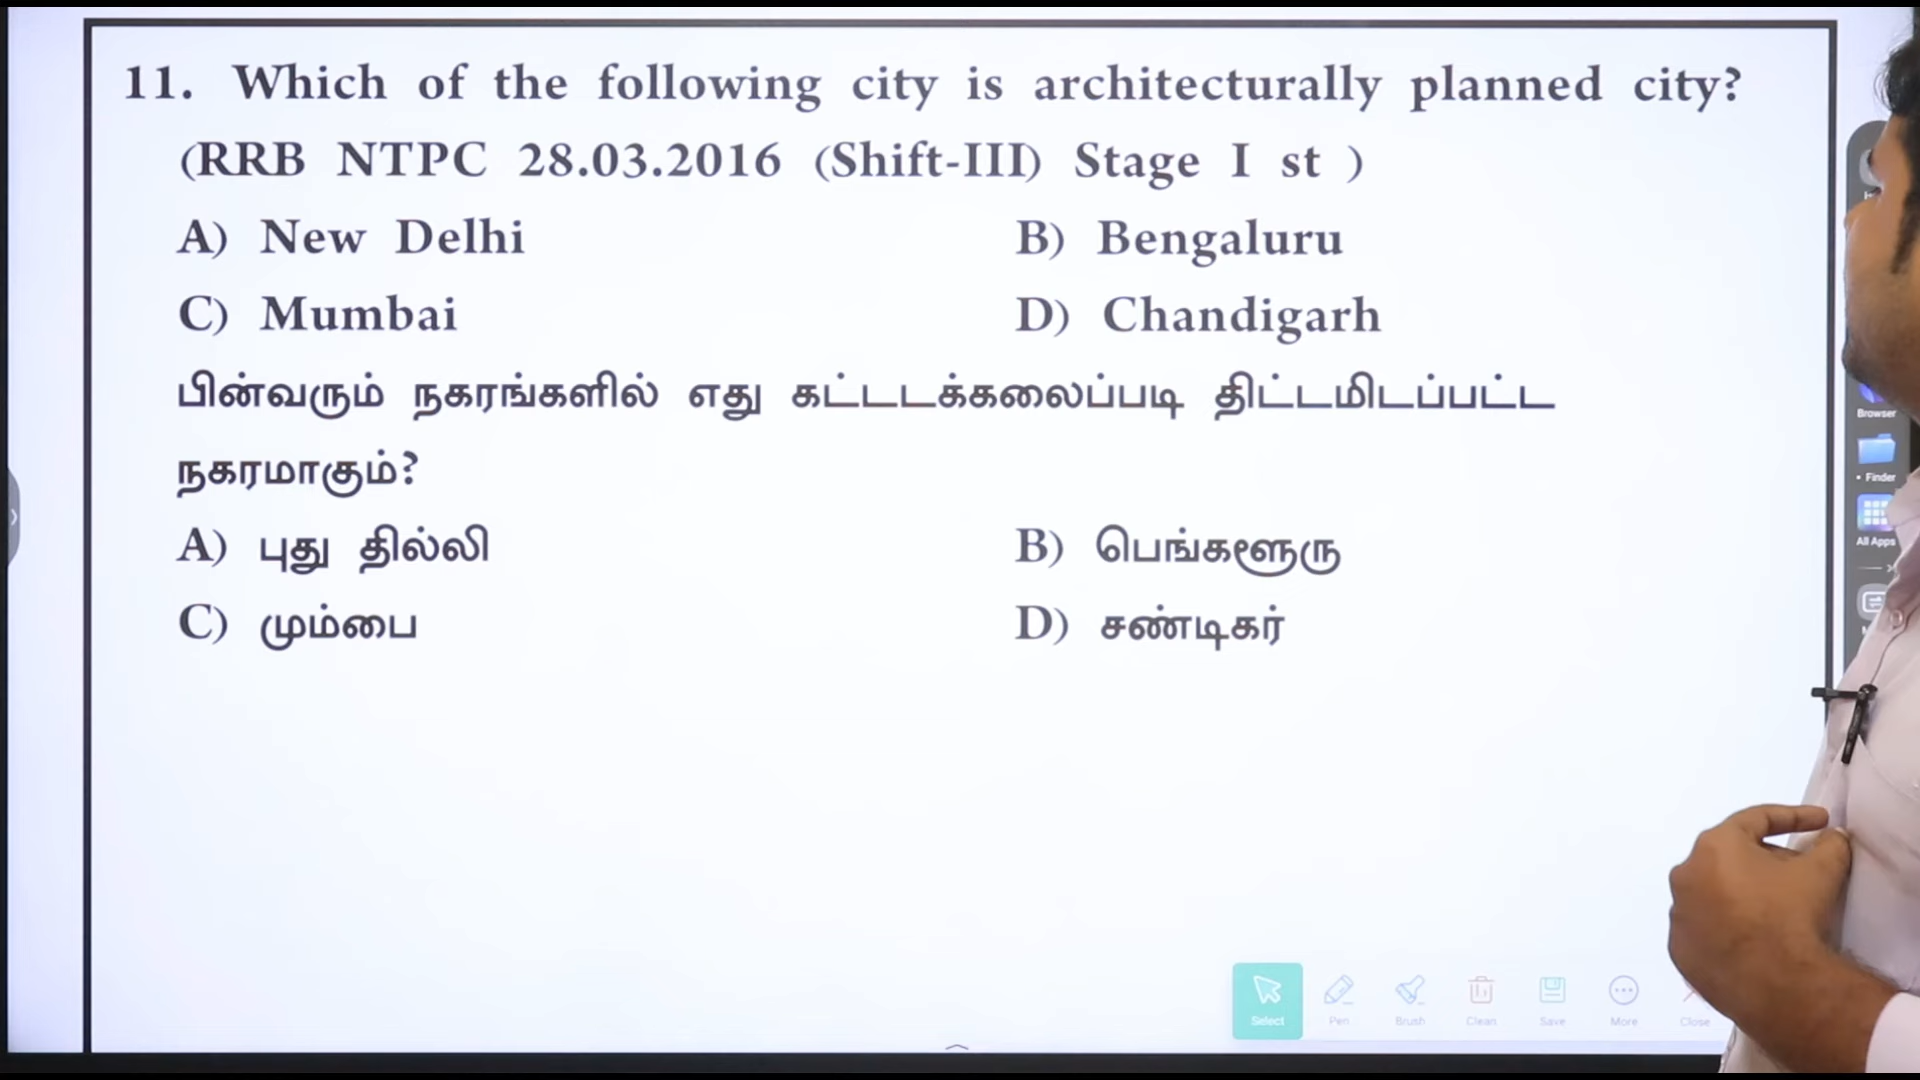 11. Which of the following city is architecturally planned city?
(RRB NTPC 28.03.2016 (Shift-III) Stage I st )
A) New Delhi B) Bengaluru
C) Mumbai D) Chandigarh
பின்வரும் நகரங்களில் எது கட்டடக்கலைப்படி திட்டமிடப்பட்ட
நகரமாகும்?
A) புது தில்லி B) பெங்களூரு
C) மும்பை D) சண்டிகர்
Browser
Finder
All Apps
Select Pen Brush Clean Save More Close